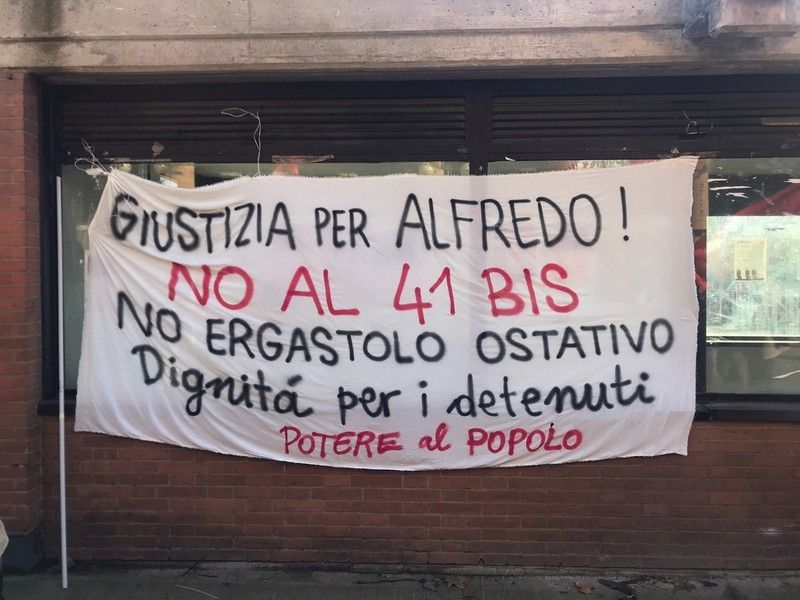 GIUSTIZIA PER ALFREDO!
NO AL 41 BIS
NO ERGASTOLO OSTATIVO
Dignitá per i detenuti
POTERE al POPOLO